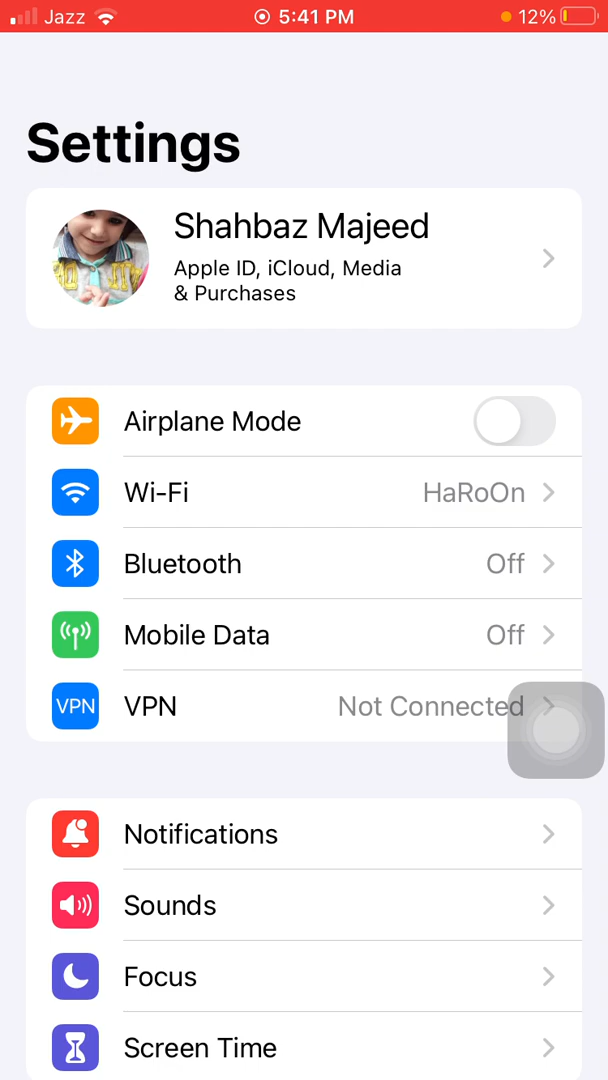 Jazz 5:41 PM 12%
Settings
Shahbaz Majeed
Apple ID, iCloud, Media
& Purchases
Airplane Mode
Wi-Fi HaRoOn
Bluetooth Off
Mobile Data Off
VPN VPN Not Connected
Notifications
Sounds
Focus
Screen Time